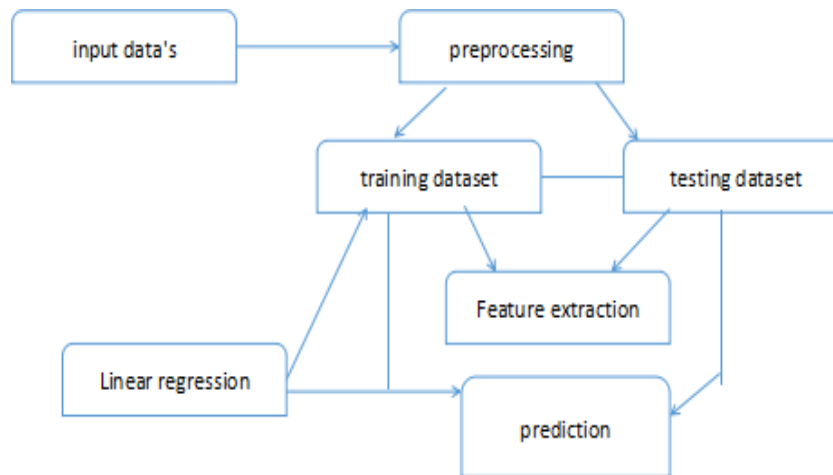 input data's
preprocessing
training dataset
testing dataset
Feature extraction
Linear regression
prediction